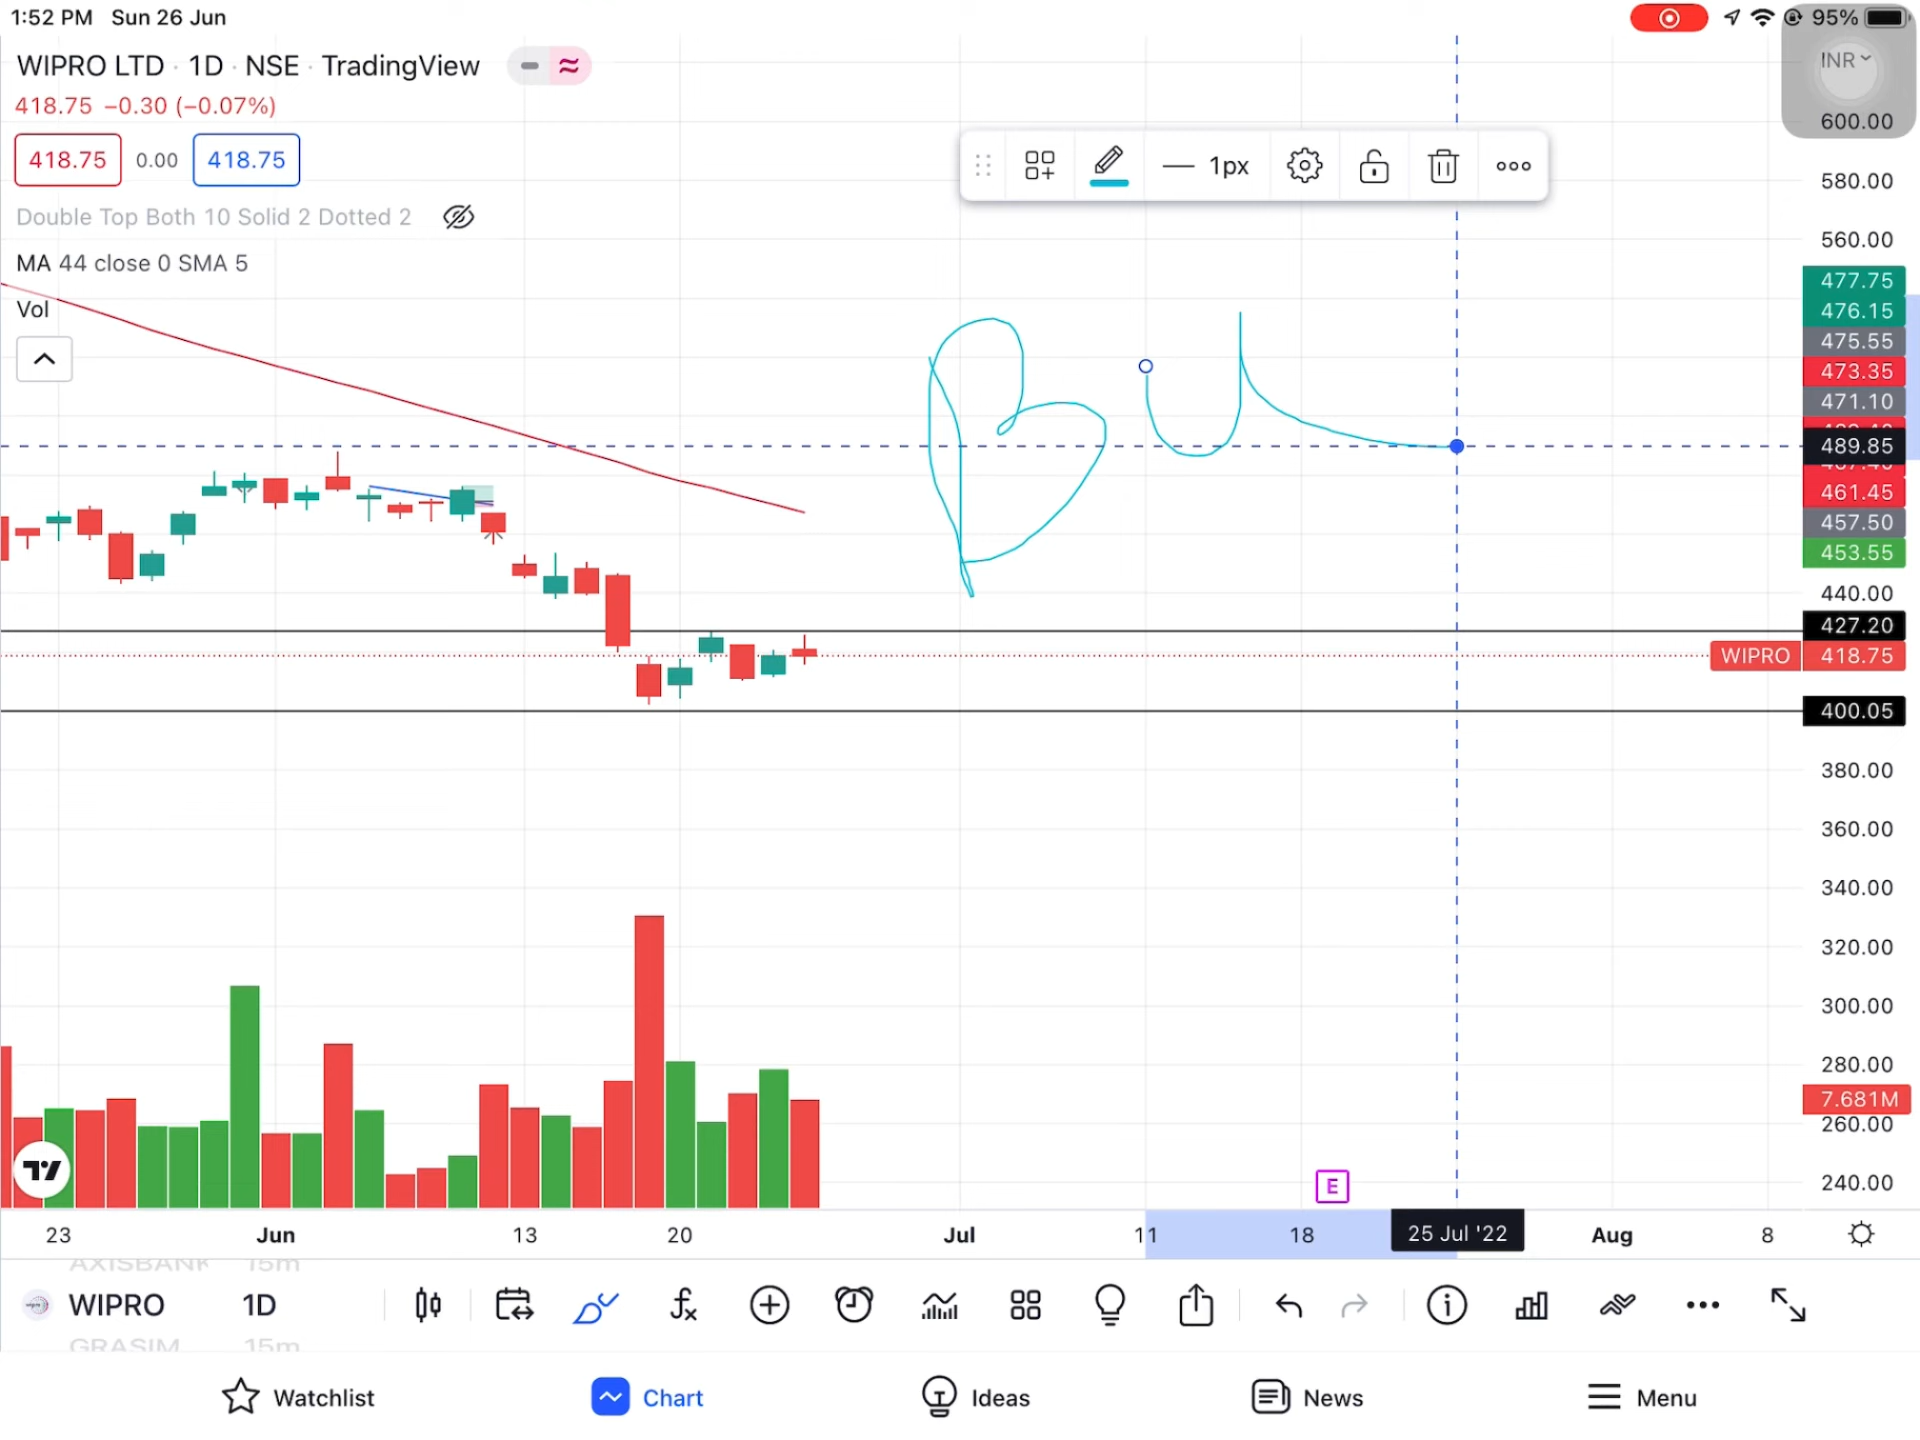 1:52 PM Sun 26 Jun 95%
WIPRO LTD · 1D · NSE · TradingView
INR
418.75 −0.30 (−0.07%)
600.00
418.75 0.00 418.75
1px
580.00
Double Top Both 10 Solid 2 Dotted 2
560.00
MA 44 close 0 SMA 5
477.75
Vol
476.15
475.55
473.35
471.10
Bu
489.85
461.45
457.50
453.55
440.00
427.20
WIPRO 418.75
400.05
380.00
360.00
340.00
320.00
300.00
280.00
7.681M
260.00
E
240.00
23 Jun 13 20 Jul 11 18 25 Jul '22 Aug 8
AXISBANK 15m
WIPRO 1D
GRASIM 15m
Watchlist Chart Ideas News Menu